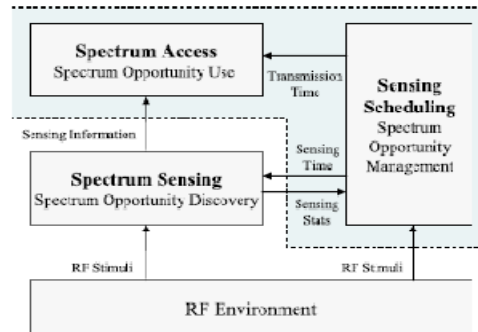 Spectrum Access
Spectrum Opportunity Use
Transmission
Time
Sensing
Scheduling
Spectrum
Opportunity
Management
Sensing Information
Sensing
Time
Spectrum Sensing
Spectrum Opportunity Discovery
Sensing
Stats
RF Stimuli
RF Stimuli
RF Environment